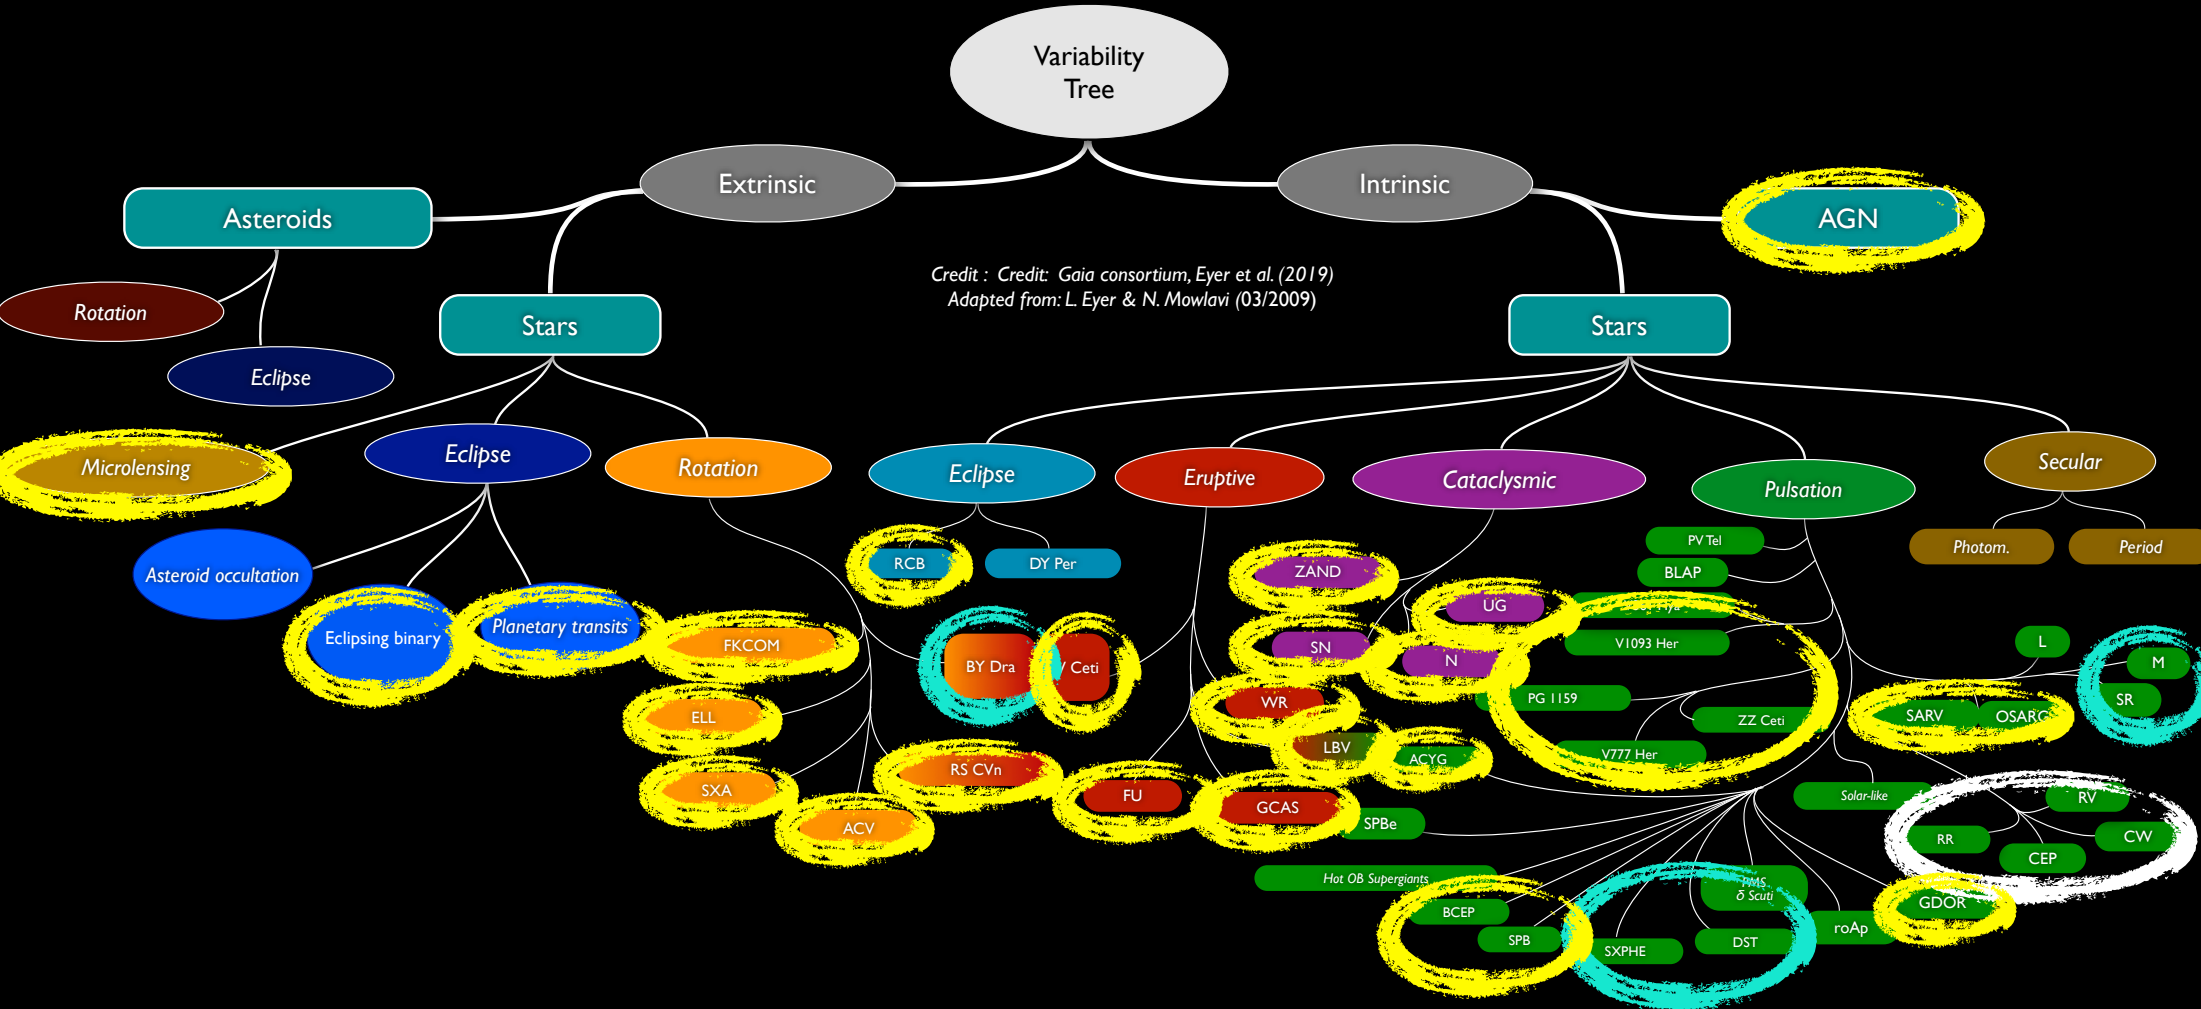 Variability
Tree
Extrinsic
Intrinsic
Asteroids
AGN
Credit : Credit: Gaia consortium, Eyer et al. (2019)
Adapted from: L. Eyer & N. Mowlavi (03/2009)
Rotation
Eclipse
Stars
Stars
Microlensing
Eclipse
Rotation
Eclipse
Eruptive
Cataclysmic
Pulsation
Secular
Asteroid occultation
Eclipsing binary
Planetary transits
RCB
DY Per
PV Tel
BLAP
Photom.
Period
ZAND
UG
V1093 Her
FKCOM
BY Dra
Ceti
SN
N
L
M
SR
ELL
WR
PG 1159
ZZ Ceti
SARV
OSARG
LBV
ACYG
V777 Her
RS CVn
SXA
FU
GCAS
Solar-like
RV
ACV
SPBe
RR
CEP
CW
Hot OB Supergiants
δ Scuti
BCEP
SPB
SXPHE
DST
roAp
GDOR